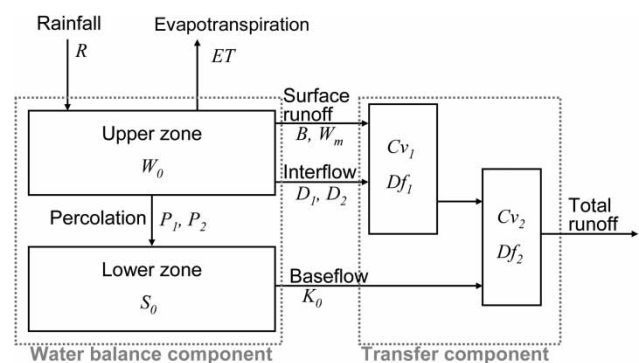 Rainfall
R
Evapotranspiration
ET
Upper zone
W₀
Surface
runoff
B, Wₘ
Interflow
D₁, D₂
Cv₁
Df₁
Percolation
P₁, P₂
Lower zone
S₀
Baseflow
K₀
Cv₂
Df₂
Total
runoff
Water balance component
Transfer component